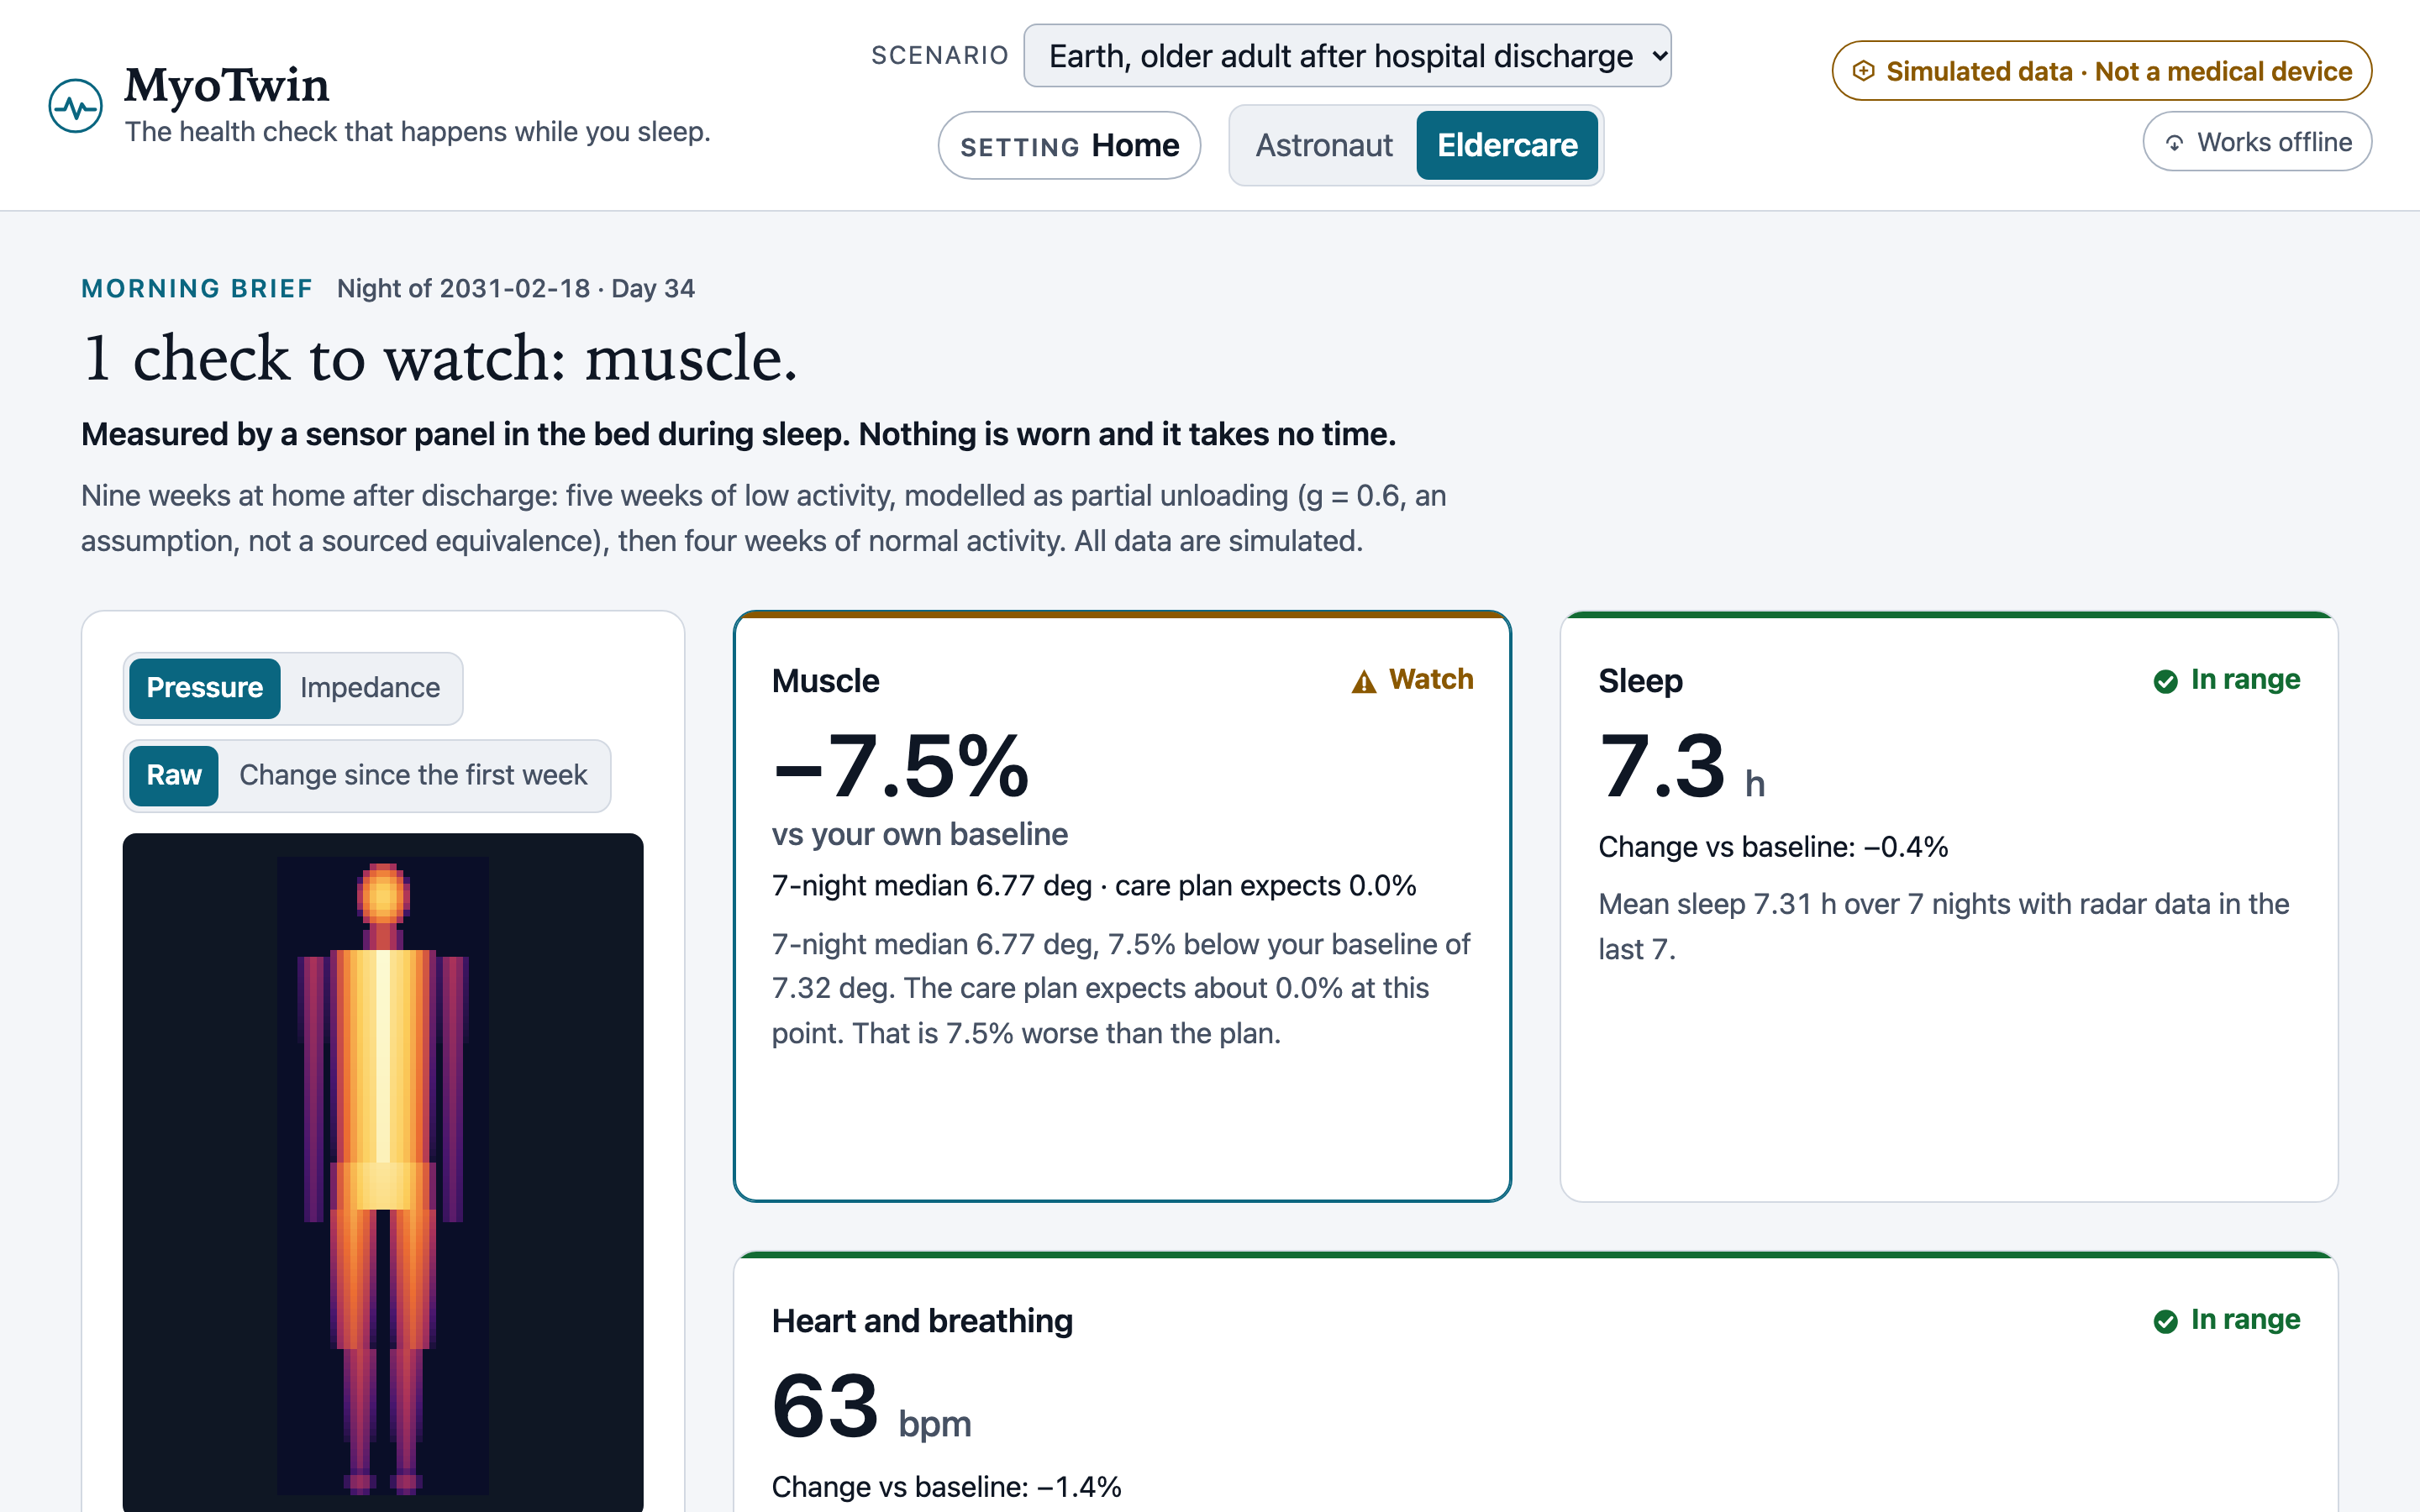 MyoTwin
The health check that happens while you sleep.
SCENARIO Earth, older adult after hospital discharge
SETTING Home Astronaut Eldercare
Simulated data · Not a medical device
Works offline
MORNING BRIEF Night of 2031-02-18 · Day 34
1 check to watch: muscle.
Measured by a sensor panel in the bed during sleep. Nothing is worn and it takes no time.
Nine weeks at home after discharge: five weeks of low activity, modelled as partial unloading (g = 0.6, an
assumption, not a sourced equivalence), then four weeks of normal activity. All data are simulated.
Pressure Impedance
Raw Change since the first week
Muscle Watch
−7.5%
vs your own baseline
7-night median 6.77 deg · care plan expects 0.0%
7-night median 6.77 deg, 7.5% below your baseline of
7.32 deg. The care plan expects about 0.0% at this
point. That is 7.5% worse than the plan.
Sleep In range
7.3 h
Change vs baseline: −0.4%
Mean sleep 7.31 h over 7 nights with radar data in the
last 7.
Heart and breathing In range
63 bpm
Change vs baseline: −1.4%